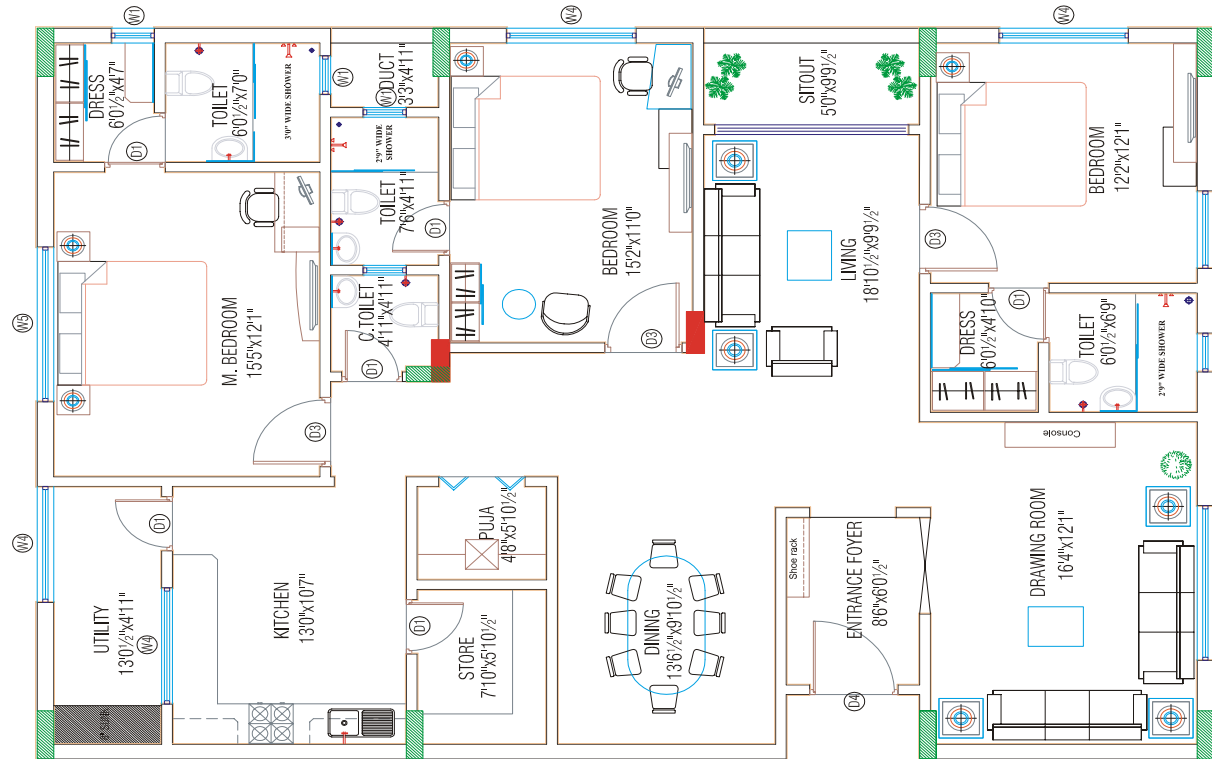 W1
W4
W4
DRESS
6'0½"x4'7"
D1
TOILET
6'0½"x7'0"
3'0" WIDE SHOWER
W1
DUCT
3'3"x4'11"
2'9" WIDE
SHOWER
TOILET
7'6"x4'11"
D1
C.TOILET
4'11"x4'11"
D1
BEDROOM
15'2"x11'0"
D3
SITOUT
5'0"x9'9½"
LIVING
18'10½"x9'9½"
BEDROOM
12'2"x12'1"
D3
D1
DRESS
6'0½"x4'10"
TOILET
6'0½"x6'9"
2'9" WIDE SHOWER
W5
M. BEDROOM
15'5"x12'1"
D3
W4
D1
UTILITY
13'0½"x4'11"
W4
KITCHEN
13'0"x10'7"
PUJA
4'8"x5'10½"
D1
STORE
7'10"x5'10½"
DINING
13'6½"x9'10½"
Shoe rack
ENTRANCE FOYER
8'6"x6'0½"
D4
Console
DRAWING ROOM
16'4"x12'1"